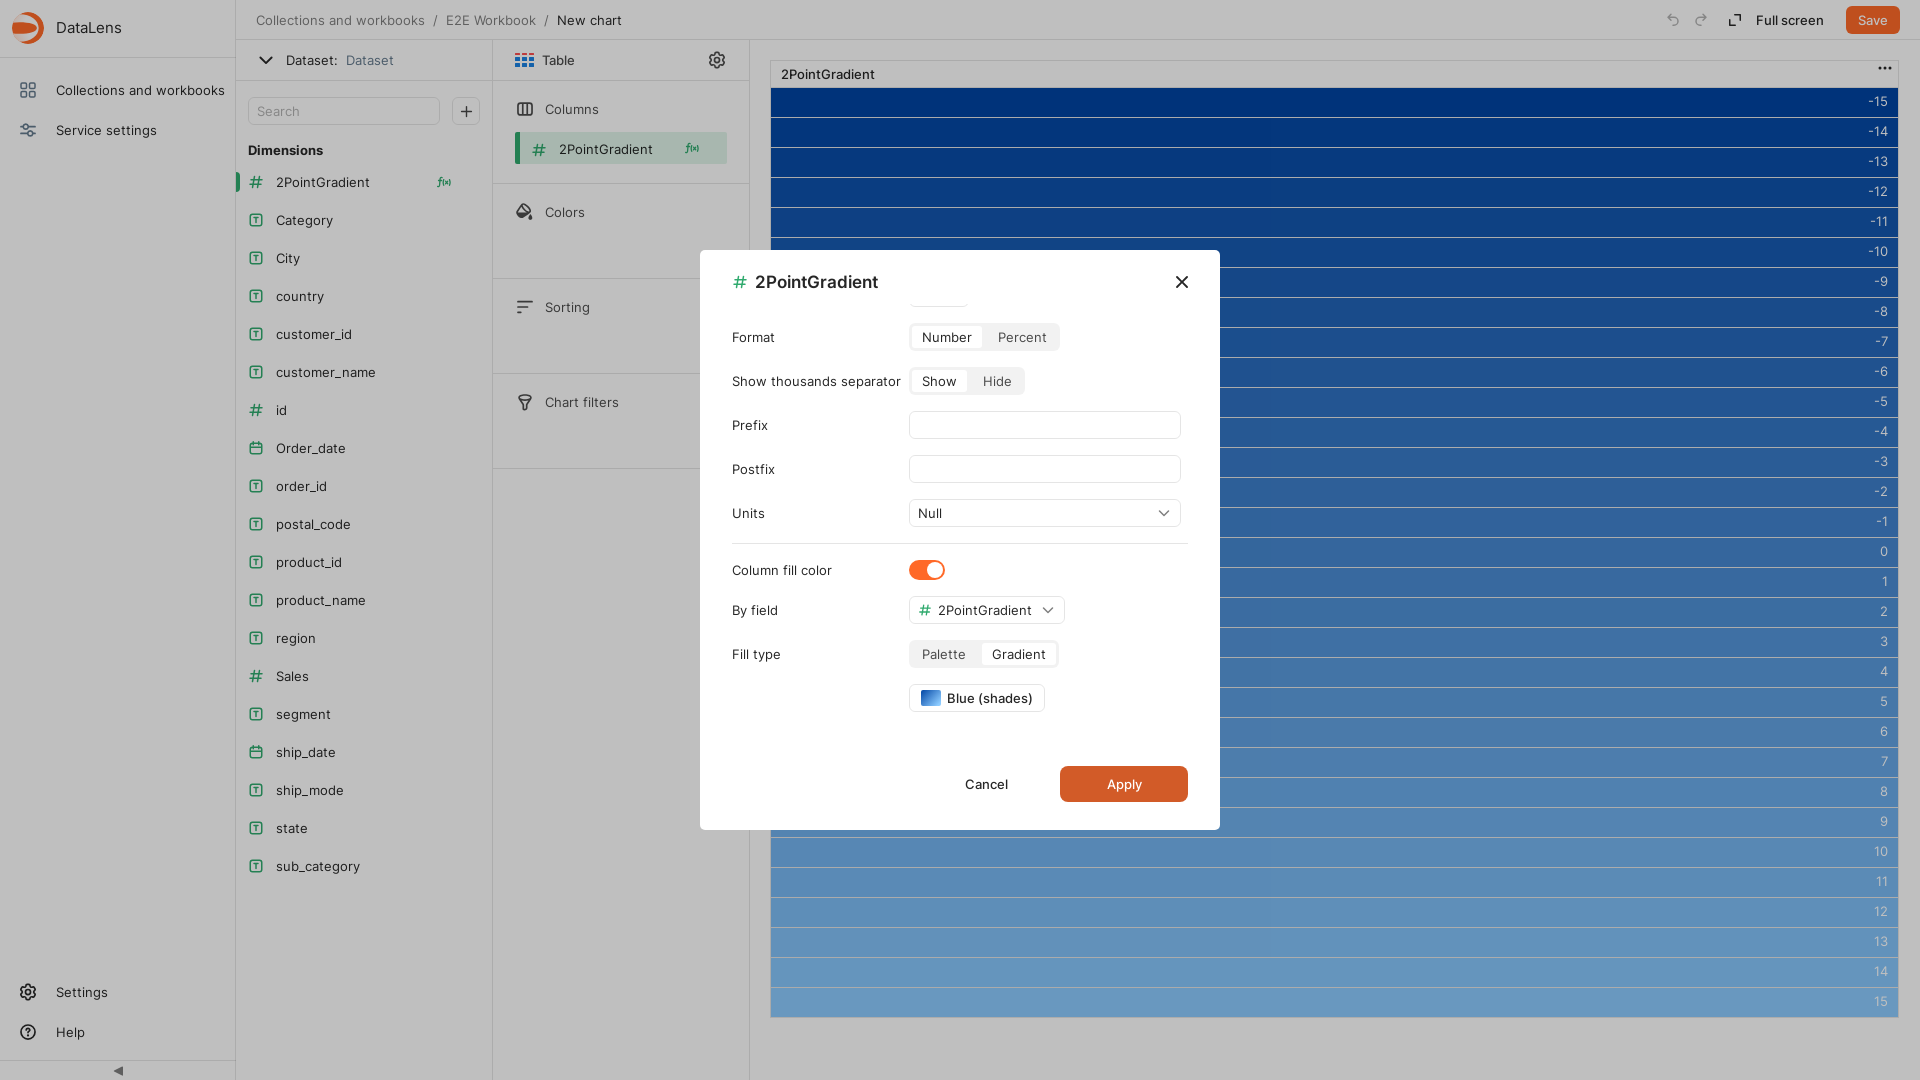 DataLens
Collections and workbooks / E2E Workbook / New chart
Full screen
Save
Collections and workbooks
Service settings
Settings
Help
Dataset: Dataset
Search
Dimensions
2PointGradient
Category
City
country
customer_id
customer_name
id
Order_date
order_id
postal_code
product_id
product_name
region
Sales
segment
ship_date
ship_mode
state
sub_category
Table
Columns
2PointGradient
Colors
Sorting
Chart filters
2PointGradient
Format
Number Percent
Show thousands separator
Show Hide
Prefix
Postfix
Units
Null
Column fill color
By field
2PointGradient
Fill type
Palette Gradient
Blue (shades)
Cancel
Apply
2PointGradient
-15
-14
-13
-12
-11
-10
-9
-8
-7
-6
-5
-4
-3
-2
-1
0
1
2
3
4
5
6
7
8
9
10
11
12
13
14
15